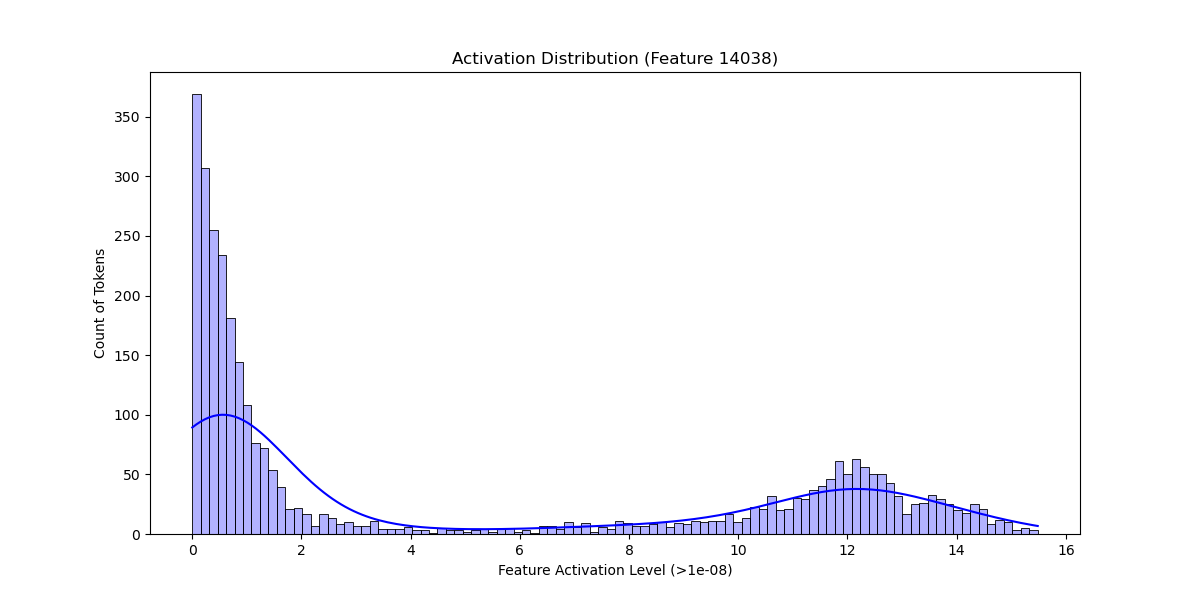 Activation Distribution (Feature 14038)
Count of Tokens
350
300
250
200
150
100
50
0
0 2 4 6 8 10 12 14 16
Feature Activation Level (>1e-08)